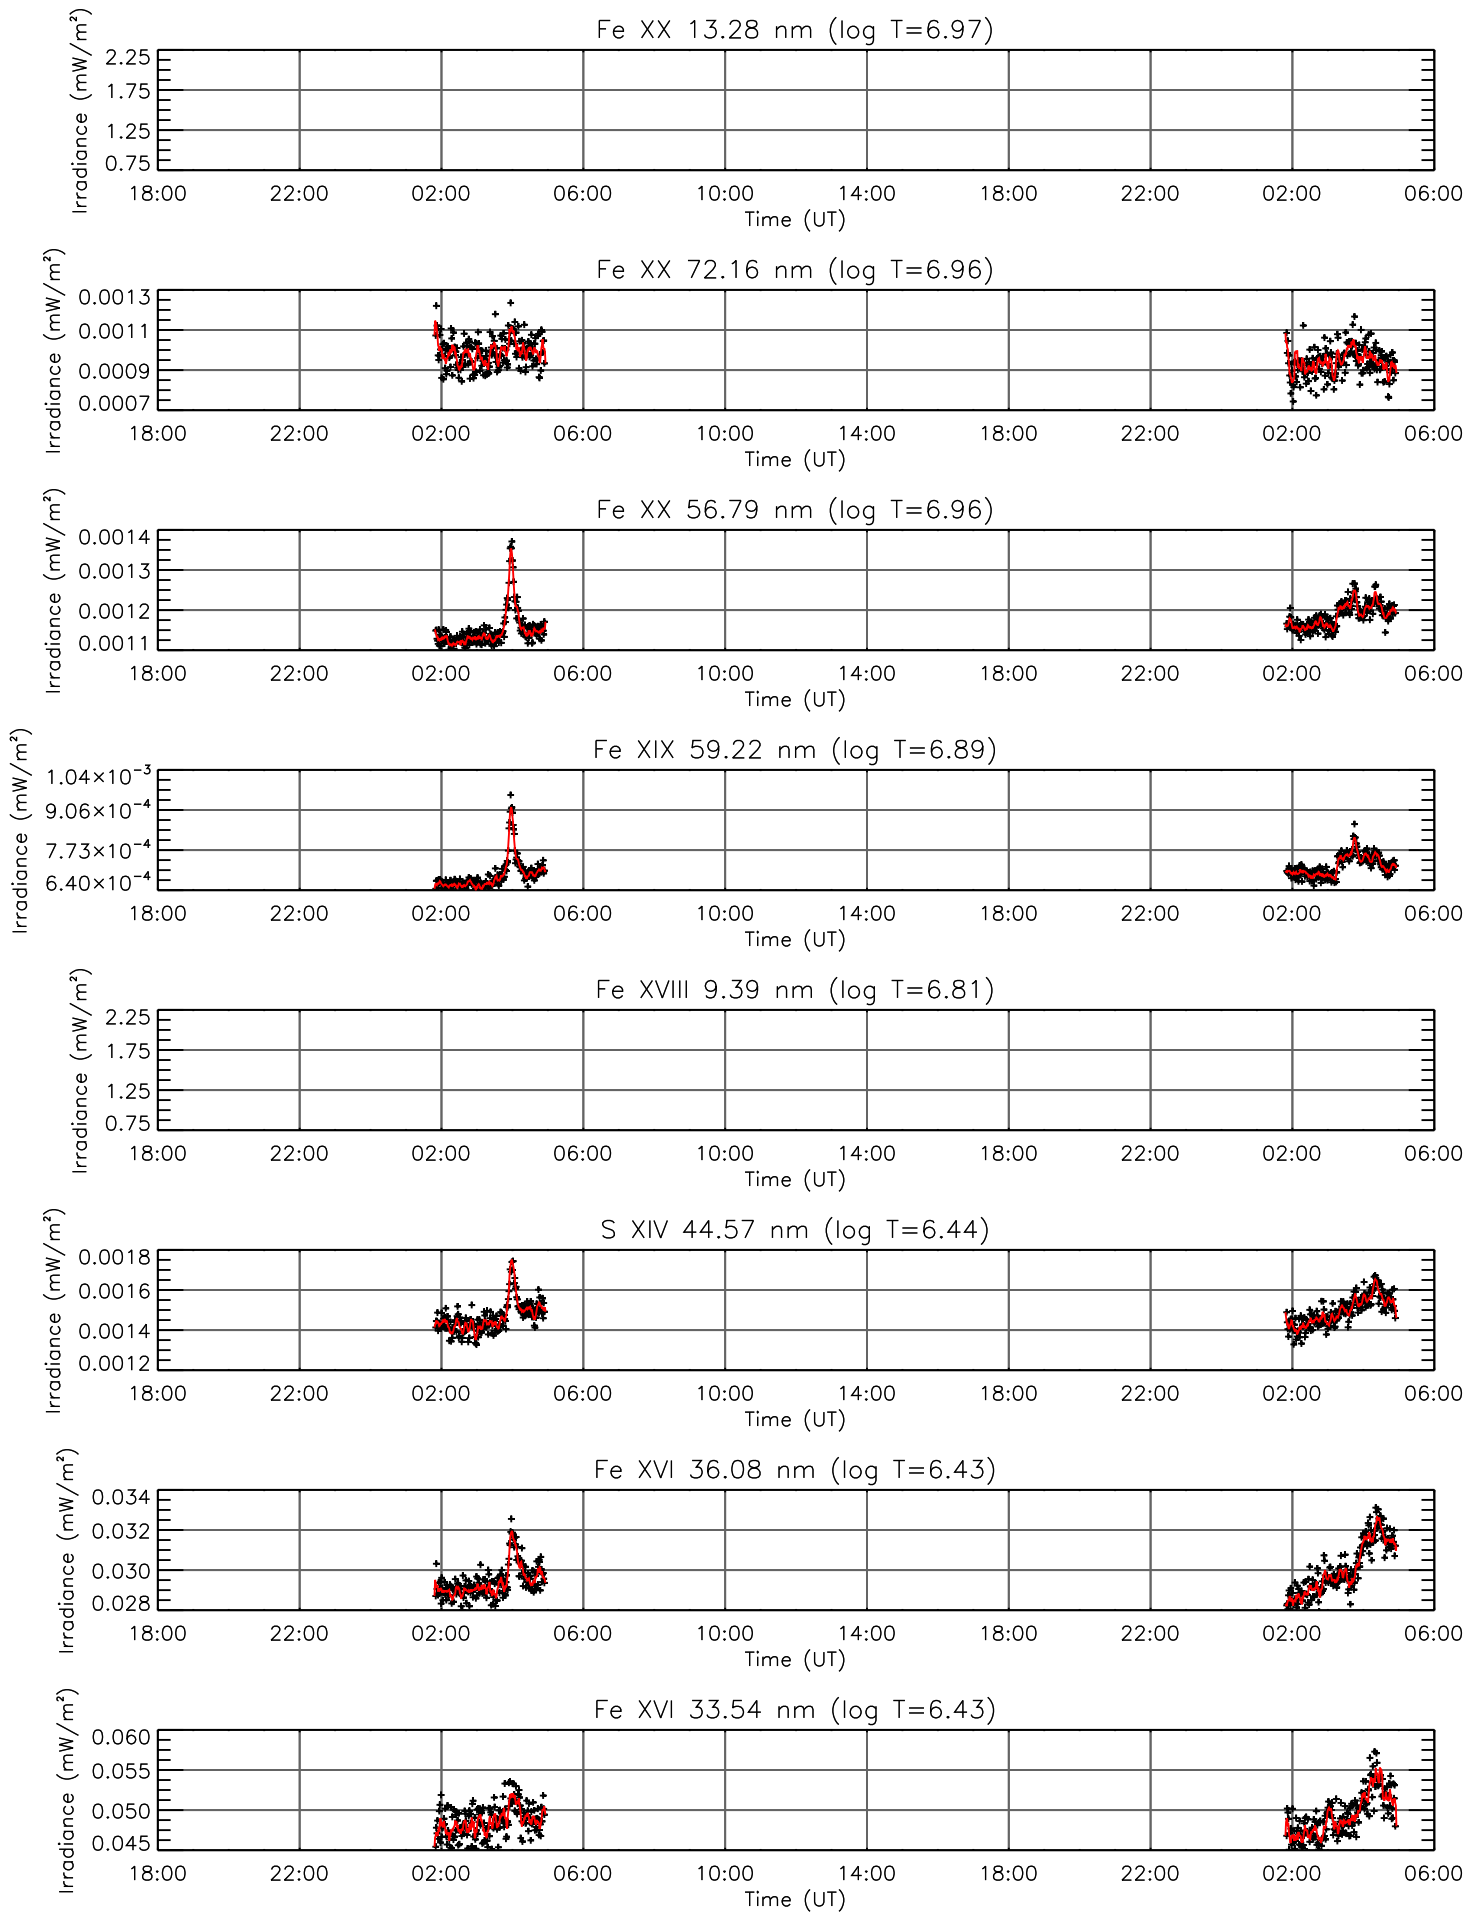 Fe XX 13.28 nm (log T=6.97)
Irradiance (mW/m²)
2.25
1.75
1.25
0.75
18:00 22:00 02:00 06:00 10:00 14:00 18:00 22:00 02:00 06:00
Time (UT)
Fe XX 72.16 nm (log T=6.96)
Irradiance (mW/m²)
0.0013
0.0011
0.0009
0.0007
18:00 22:00 02:00 06:00 10:00 14:00 18:00 22:00 02:00 06:00
Time (UT)
Fe XX 56.79 nm (log T=6.96)
Irradiance (mW/m²)
0.0014
0.0013
0.0012
0.0011
18:00 22:00 02:00 06:00 10:00 14:00 18:00 22:00 02:00 06:00
Time (UT)
Fe XIX 59.22 nm (log T=6.89)
Irradiance (mW/m²)
1.04×10⁻³
9.06×10⁻⁴
7.73×10⁻⁴
6.40×10⁻⁴
18:00 22:00 02:00 06:00 10:00 14:00 18:00 22:00 02:00 06:00
Time (UT)
Fe XVIII 9.39 nm (log T=6.81)
Irradiance (mW/m²)
2.25
1.75
1.25
0.75
18:00 22:00 02:00 06:00 10:00 14:00 18:00 22:00 02:00 06:00
Time (UT)
S XIV 44.57 nm (log T=6.44)
Irradiance (mW/m²)
0.0018
0.0016
0.0014
0.0012
18:00 22:00 02:00 06:00 10:00 14:00 18:00 22:00 02:00 06:00
Time (UT)
Fe XVI 36.08 nm (log T=6.43)
Irradiance (mW/m²)
0.034
0.032
0.030
0.028
18:00 22:00 02:00 06:00 10:00 14:00 18:00 22:00 02:00 06:00
Time (UT)
Fe XVI 33.54 nm (log T=6.43)
Irradiance (mW/m²)
0.060
0.055
0.050
0.045
18:00 22:00 02:00 06:00 10:00 14:00 18:00 22:00 02:00 06:00
Time (UT)